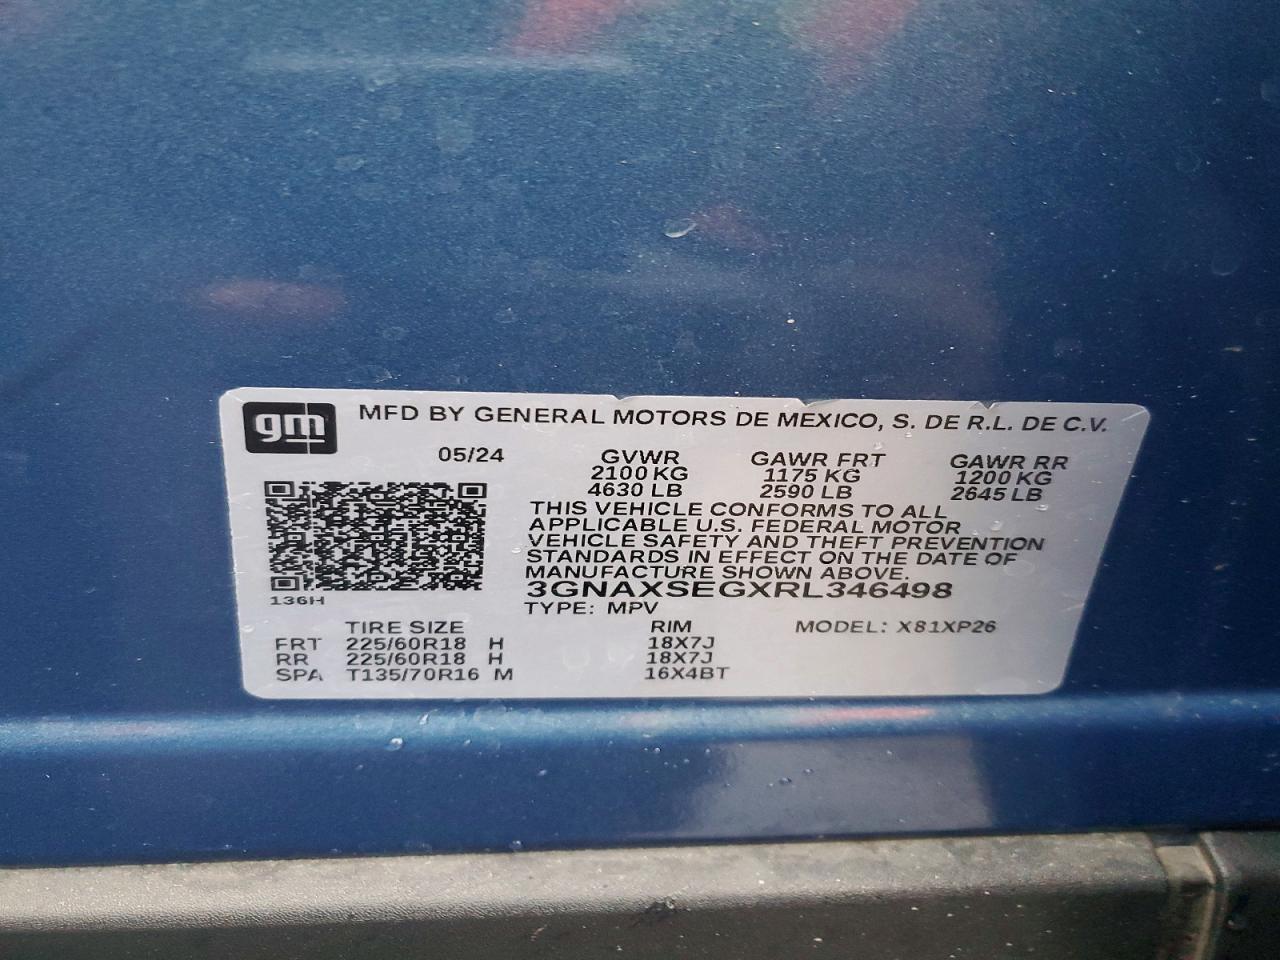 gm MFD BY GENERAL MOTORS DE MEXICO, S. DE R.L. DE C.V.
05/24 GVWR GAWR FRT GAWR RR
2100 KG 1175 KG 1200 KG
4630 LB 2590 LB 2645 LB
THIS VEHICLE CONFORMS TO ALL
APPLICABLE U.S. FEDERAL MOTOR
VEHICLE SAFETY AND THEFT PREVENTION
STANDARDS IN EFFECT ON THE DATE OF
MANUFACTURE SHOWN ABOVE.
3GNAXSEGXRL346498
136H
TYPE: MPV
TIRE SIZE RIM MODEL: X81XP26
FRT 225/60R18 H 18X7J
RR 225/60R18 H 18X7J
SPA T135/70R16 M 16X4BT